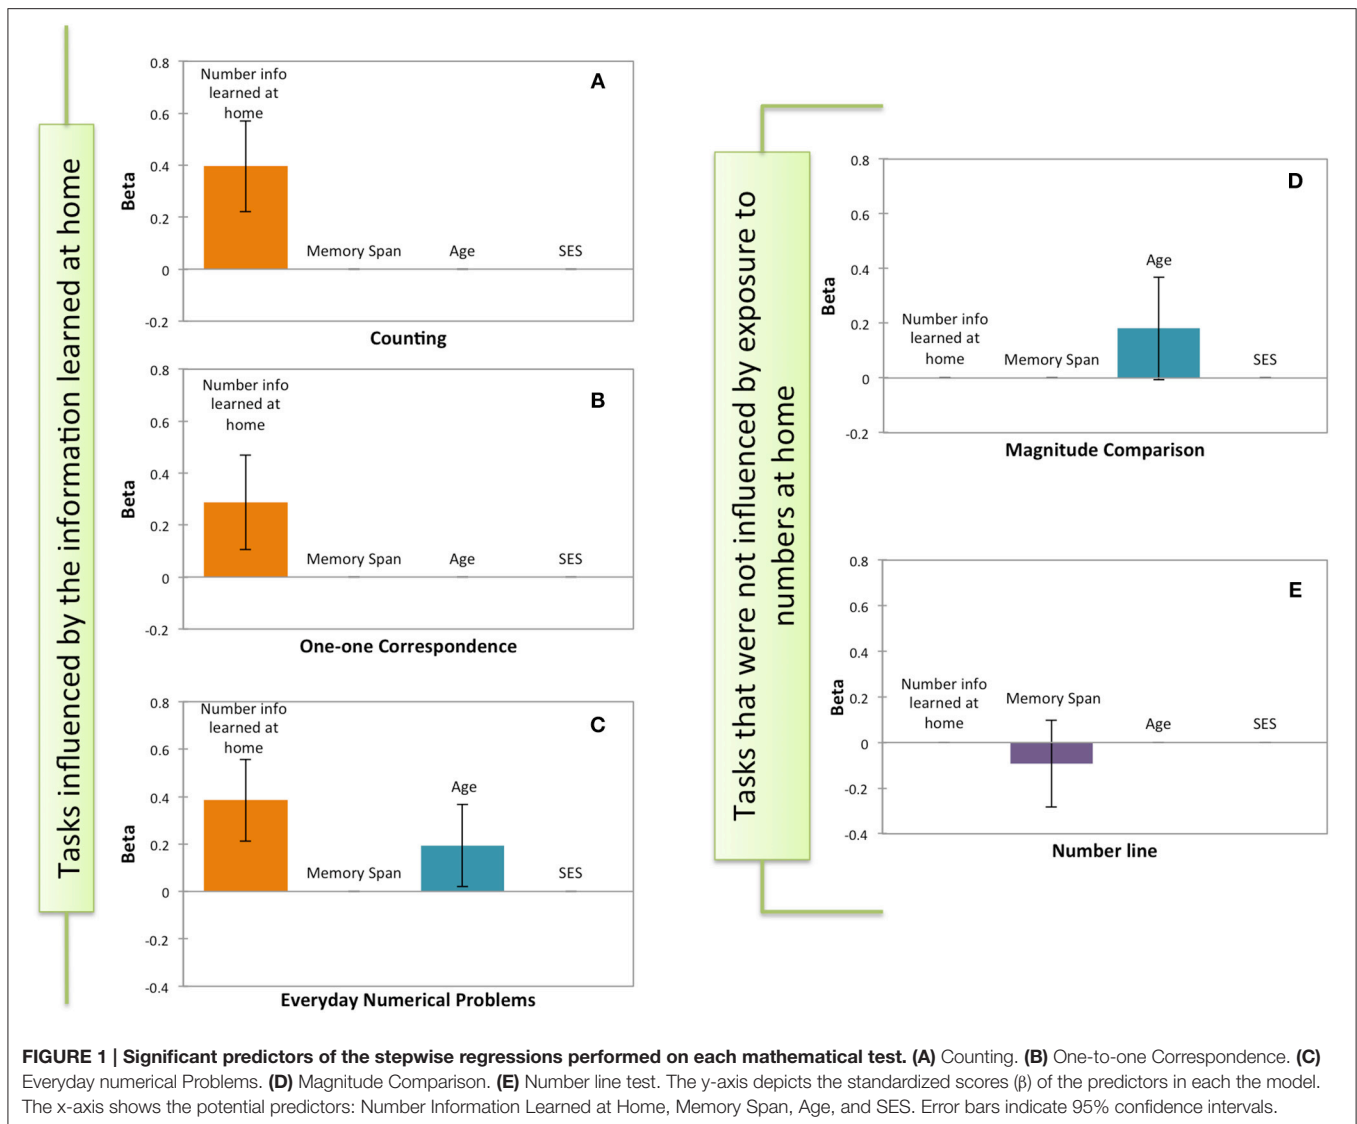 Tasks influenced by the information learned at home
0.8
0.6
0.4
0.2
0
-0.2
Beta
Number info
learned at
home
Memory Span
Age
SES
A
Counting
0.8
0.6
0.4
0.2
0
-0.2
Beta
Number info
learned at
home
Memory Span
Age
SES
B
One-one Correspondence
0.8
0.6
0.4
0.2
0
-0.2
-0.4
Beta
Number info
learned at
home
Memory Span
Age
SES
C
Everyday Numerical Problems
Tasks that were not influenced by exposure to
numbers at home
0.8
0.6
0.4
0.2
0
-0.2
Beta
Number info
learned at
home
Memory Span
Age
SES
D
Magnitude Comparison
0.8
0.6
0.4
0.2
0
-0.2
-0.4
Beta
Number info
learned at
home
Memory Span
Age
SES
E
Number line
FIGURE 1 | Significant predictors of the stepwise regressions performed on each mathematical test. (A) Counting. (B) One-to-one Correspondence. (C)
Everyday numerical Problems. (D) Magnitude Comparison. (E) Number line test. The y-axis depicts the standardized scores (β) of the predictors in each the model.
The x-axis shows the potential predictors: Number Information Learned at Home, Memory Span, Age, and SES. Error bars indicate 95% confidence intervals.